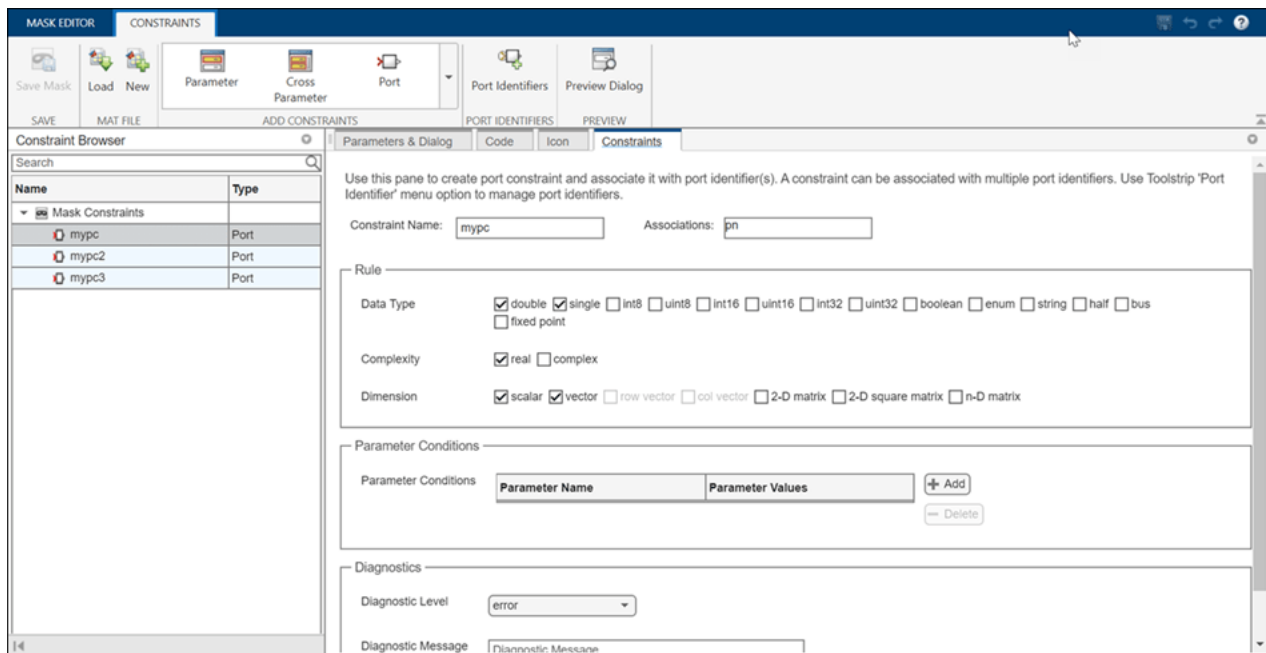 MASK EDITOR CONSTRAINTS
Save Mask Load New Parameter Cross Parameter Port Port Identifiers Preview Dialog
SAVE MAT FILE ADD CONSTRAINTS PORT IDENTIFIERS PREVIEW
Constraint Browser
Search
Name Type
Mask Constraints
mypc Port
mypc2 Port
mypc3 Port
Parameters & Dialog Code Icon Constraints
Use this pane to create port constraint and associate it with port identifier(s). A constraint can be associated with multiple port identifiers. Use Toolstrip 'Port
Identifier' menu option to manage port identifiers.
Constraint Name: mypc Associations: pn
Rule
Data Type double single int8 uint8 int16 uint16 int32 uint32 boolean enum string half bus
fixed point
Complexity real complex
Dimension scalar vector row vector col vector 2-D matrix 2-D square matrix n-D matrix
Parameter Conditions
Parameter Conditions Parameter Name Parameter Values Add
Delete
Diagnostics
Diagnostic Level error
Diagnostic Message Diagnostic Message